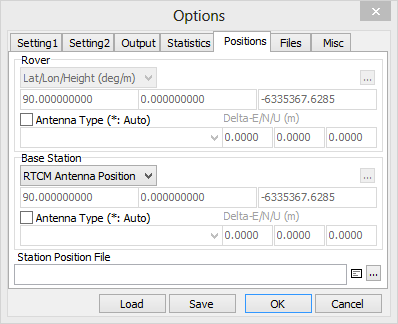 Options
Setting1 Setting2 Output Statistics Positions Files Misc
Rover
Lat/Lon/Height (deg/m) ...
90.000000000 0.000000000 -6335367.6285
Antenna Type (*: Auto) Delta-E/N/U (m)
0.0000 0.0000 0.0000
Base Station
RTCM Antenna Position ...
90.000000000 0.000000000 -6335367.6285
Antenna Type (*: Auto) Delta-E/N/U (m)
0.0000 0.0000 0.0000
Station Position File
...
Load Save OK Cancel